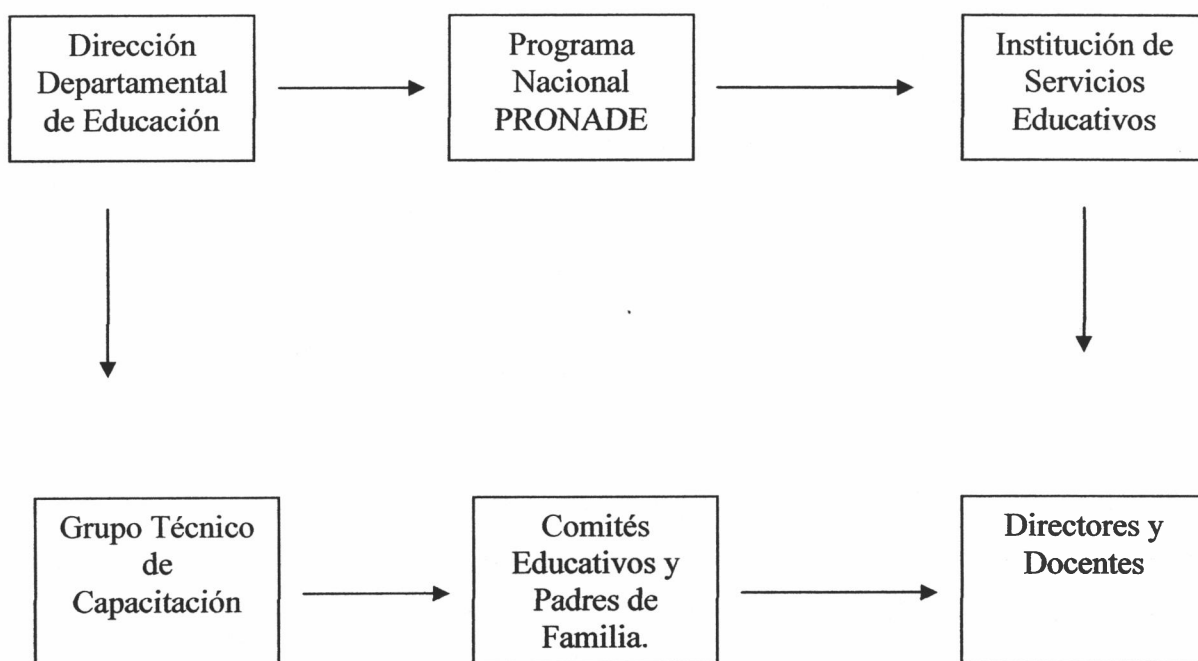 Dirección
Departamental
de Educación
Programa
Nacional
PRONADE
Institución de
Servicios
Educativos
Grupo Técnico
de
Capacitación
Comités
Educativos y
Padres de
Familia.
Directores y
Docentes